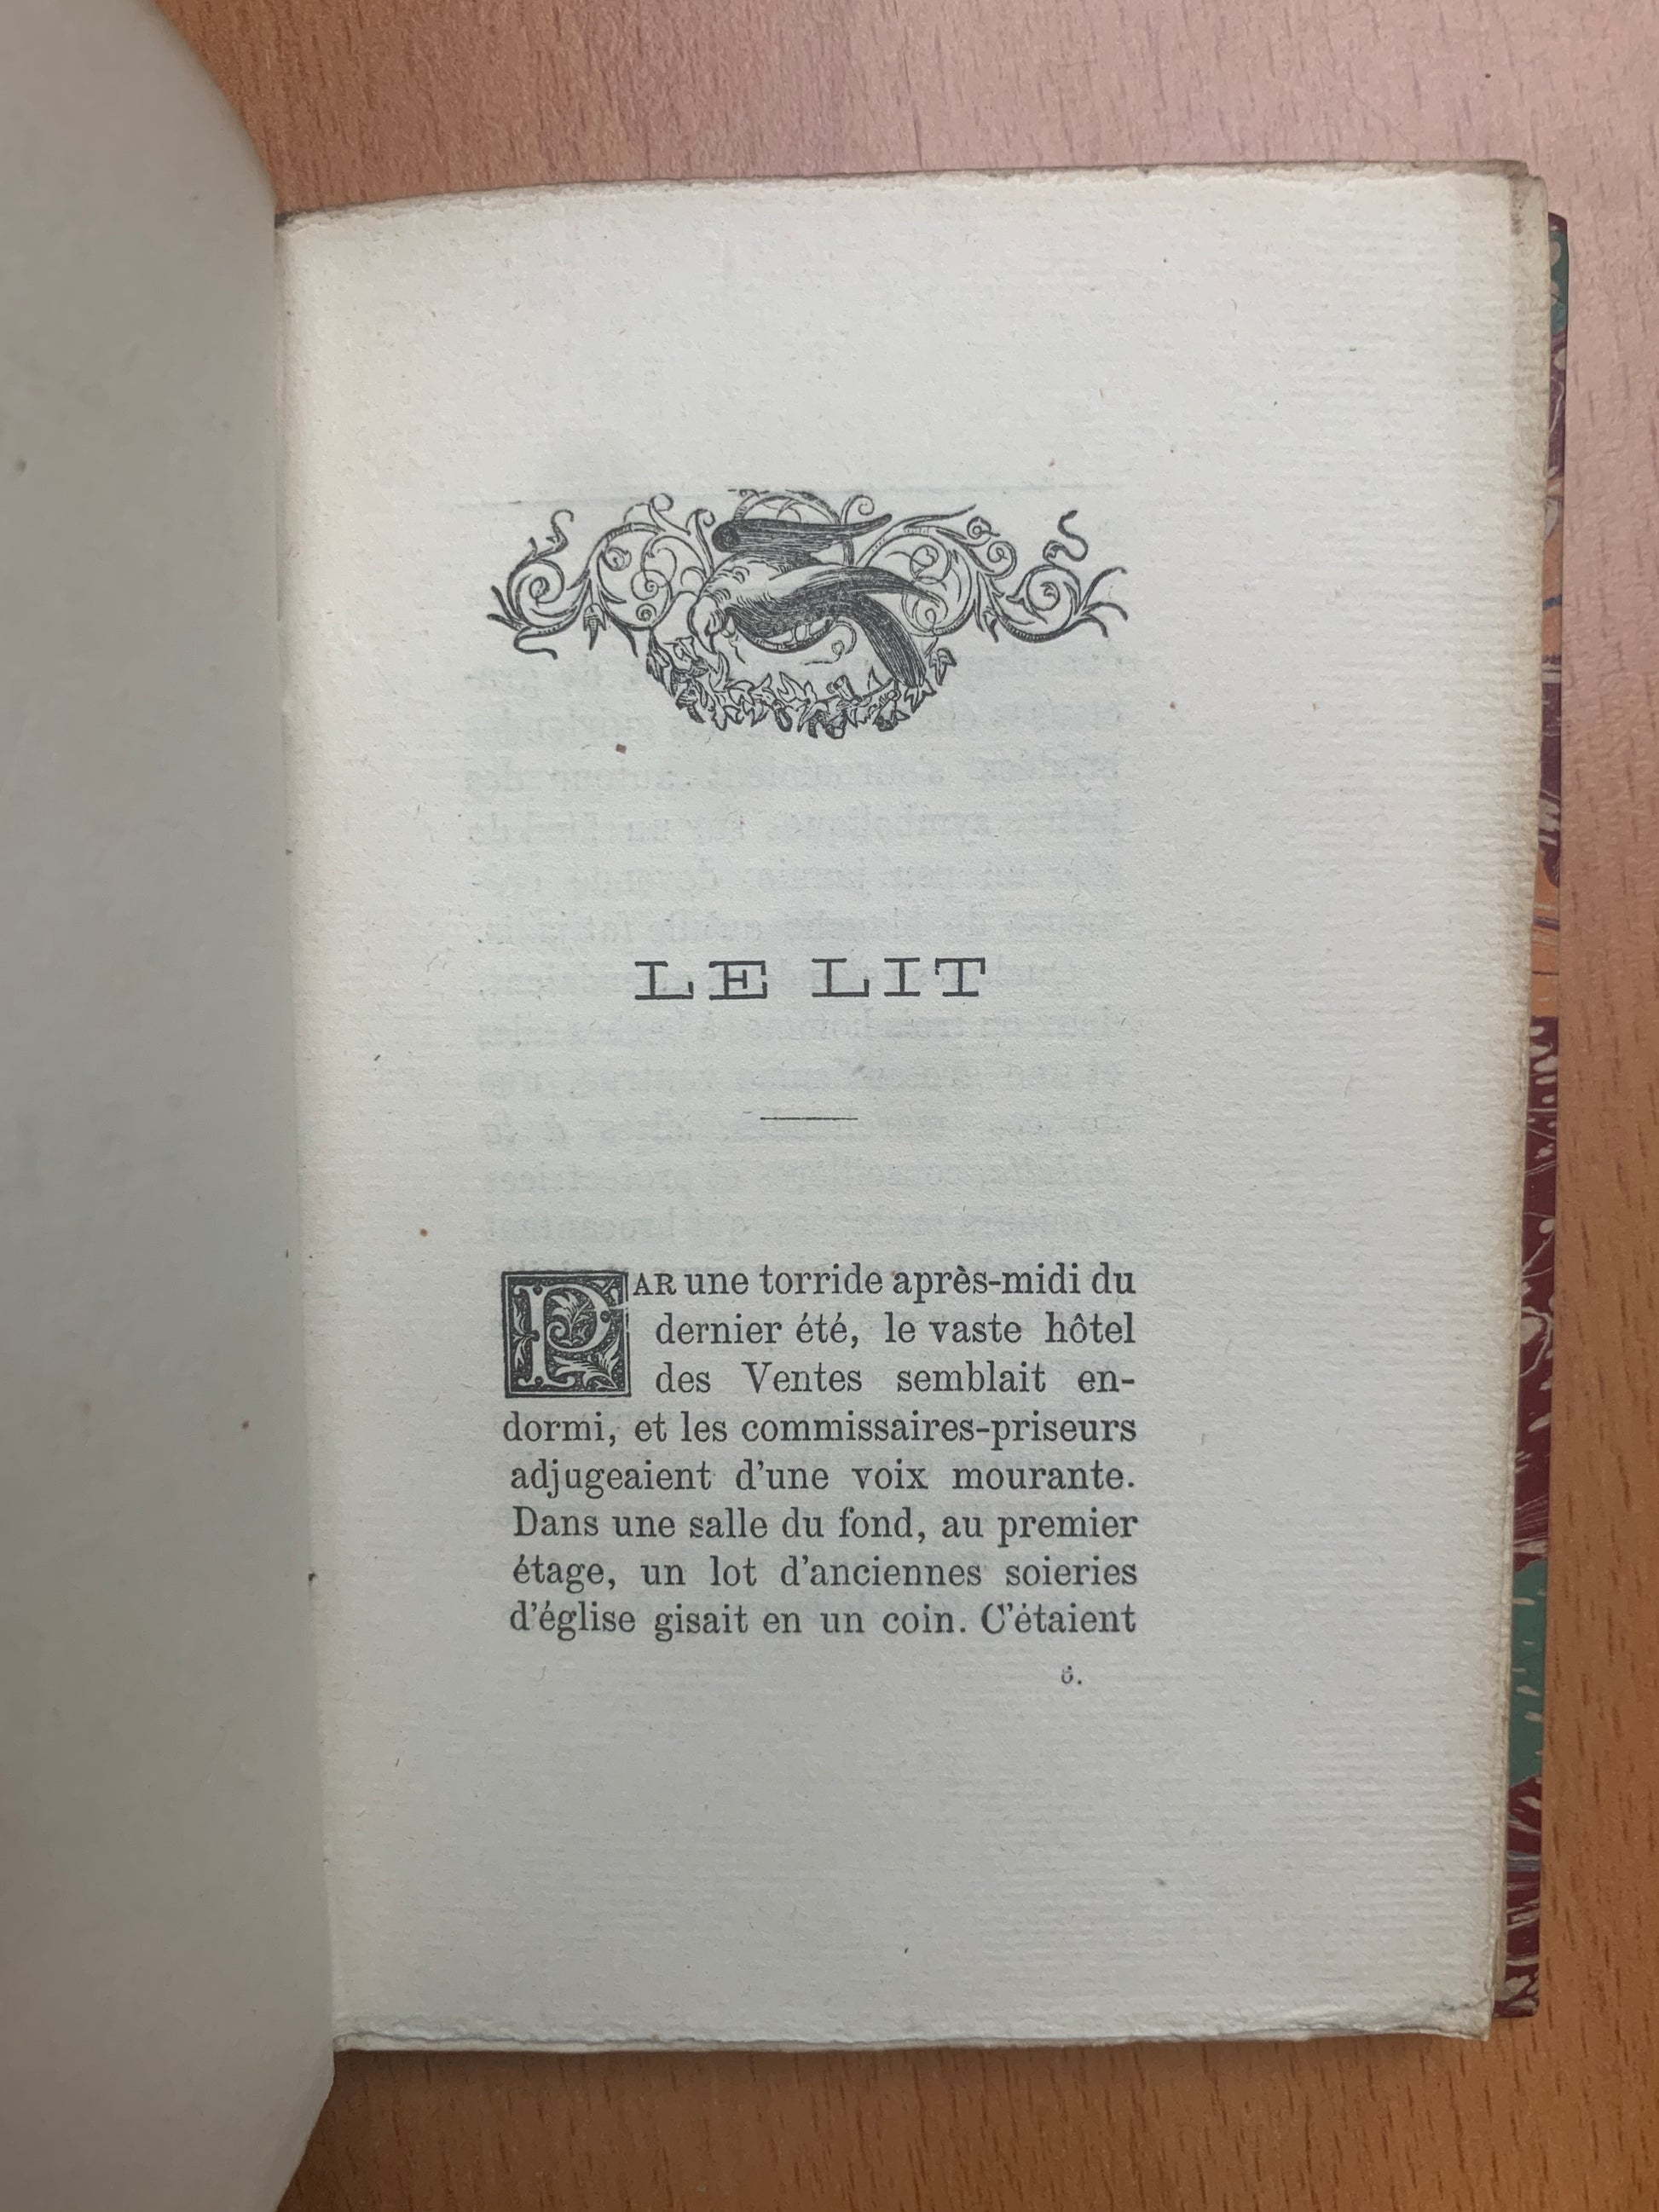 LE LIT
PAR une torride après-midi du
dernier été, le vaste hôtel
des Ventes semblait en-
dormi, et les commissaires-priseurs
adjugeaient d'une voix mourante.
Dans une salle du fond, au premier
étage, un lot d'anciennes soieries
d'église gisait en un coin. C'étaient